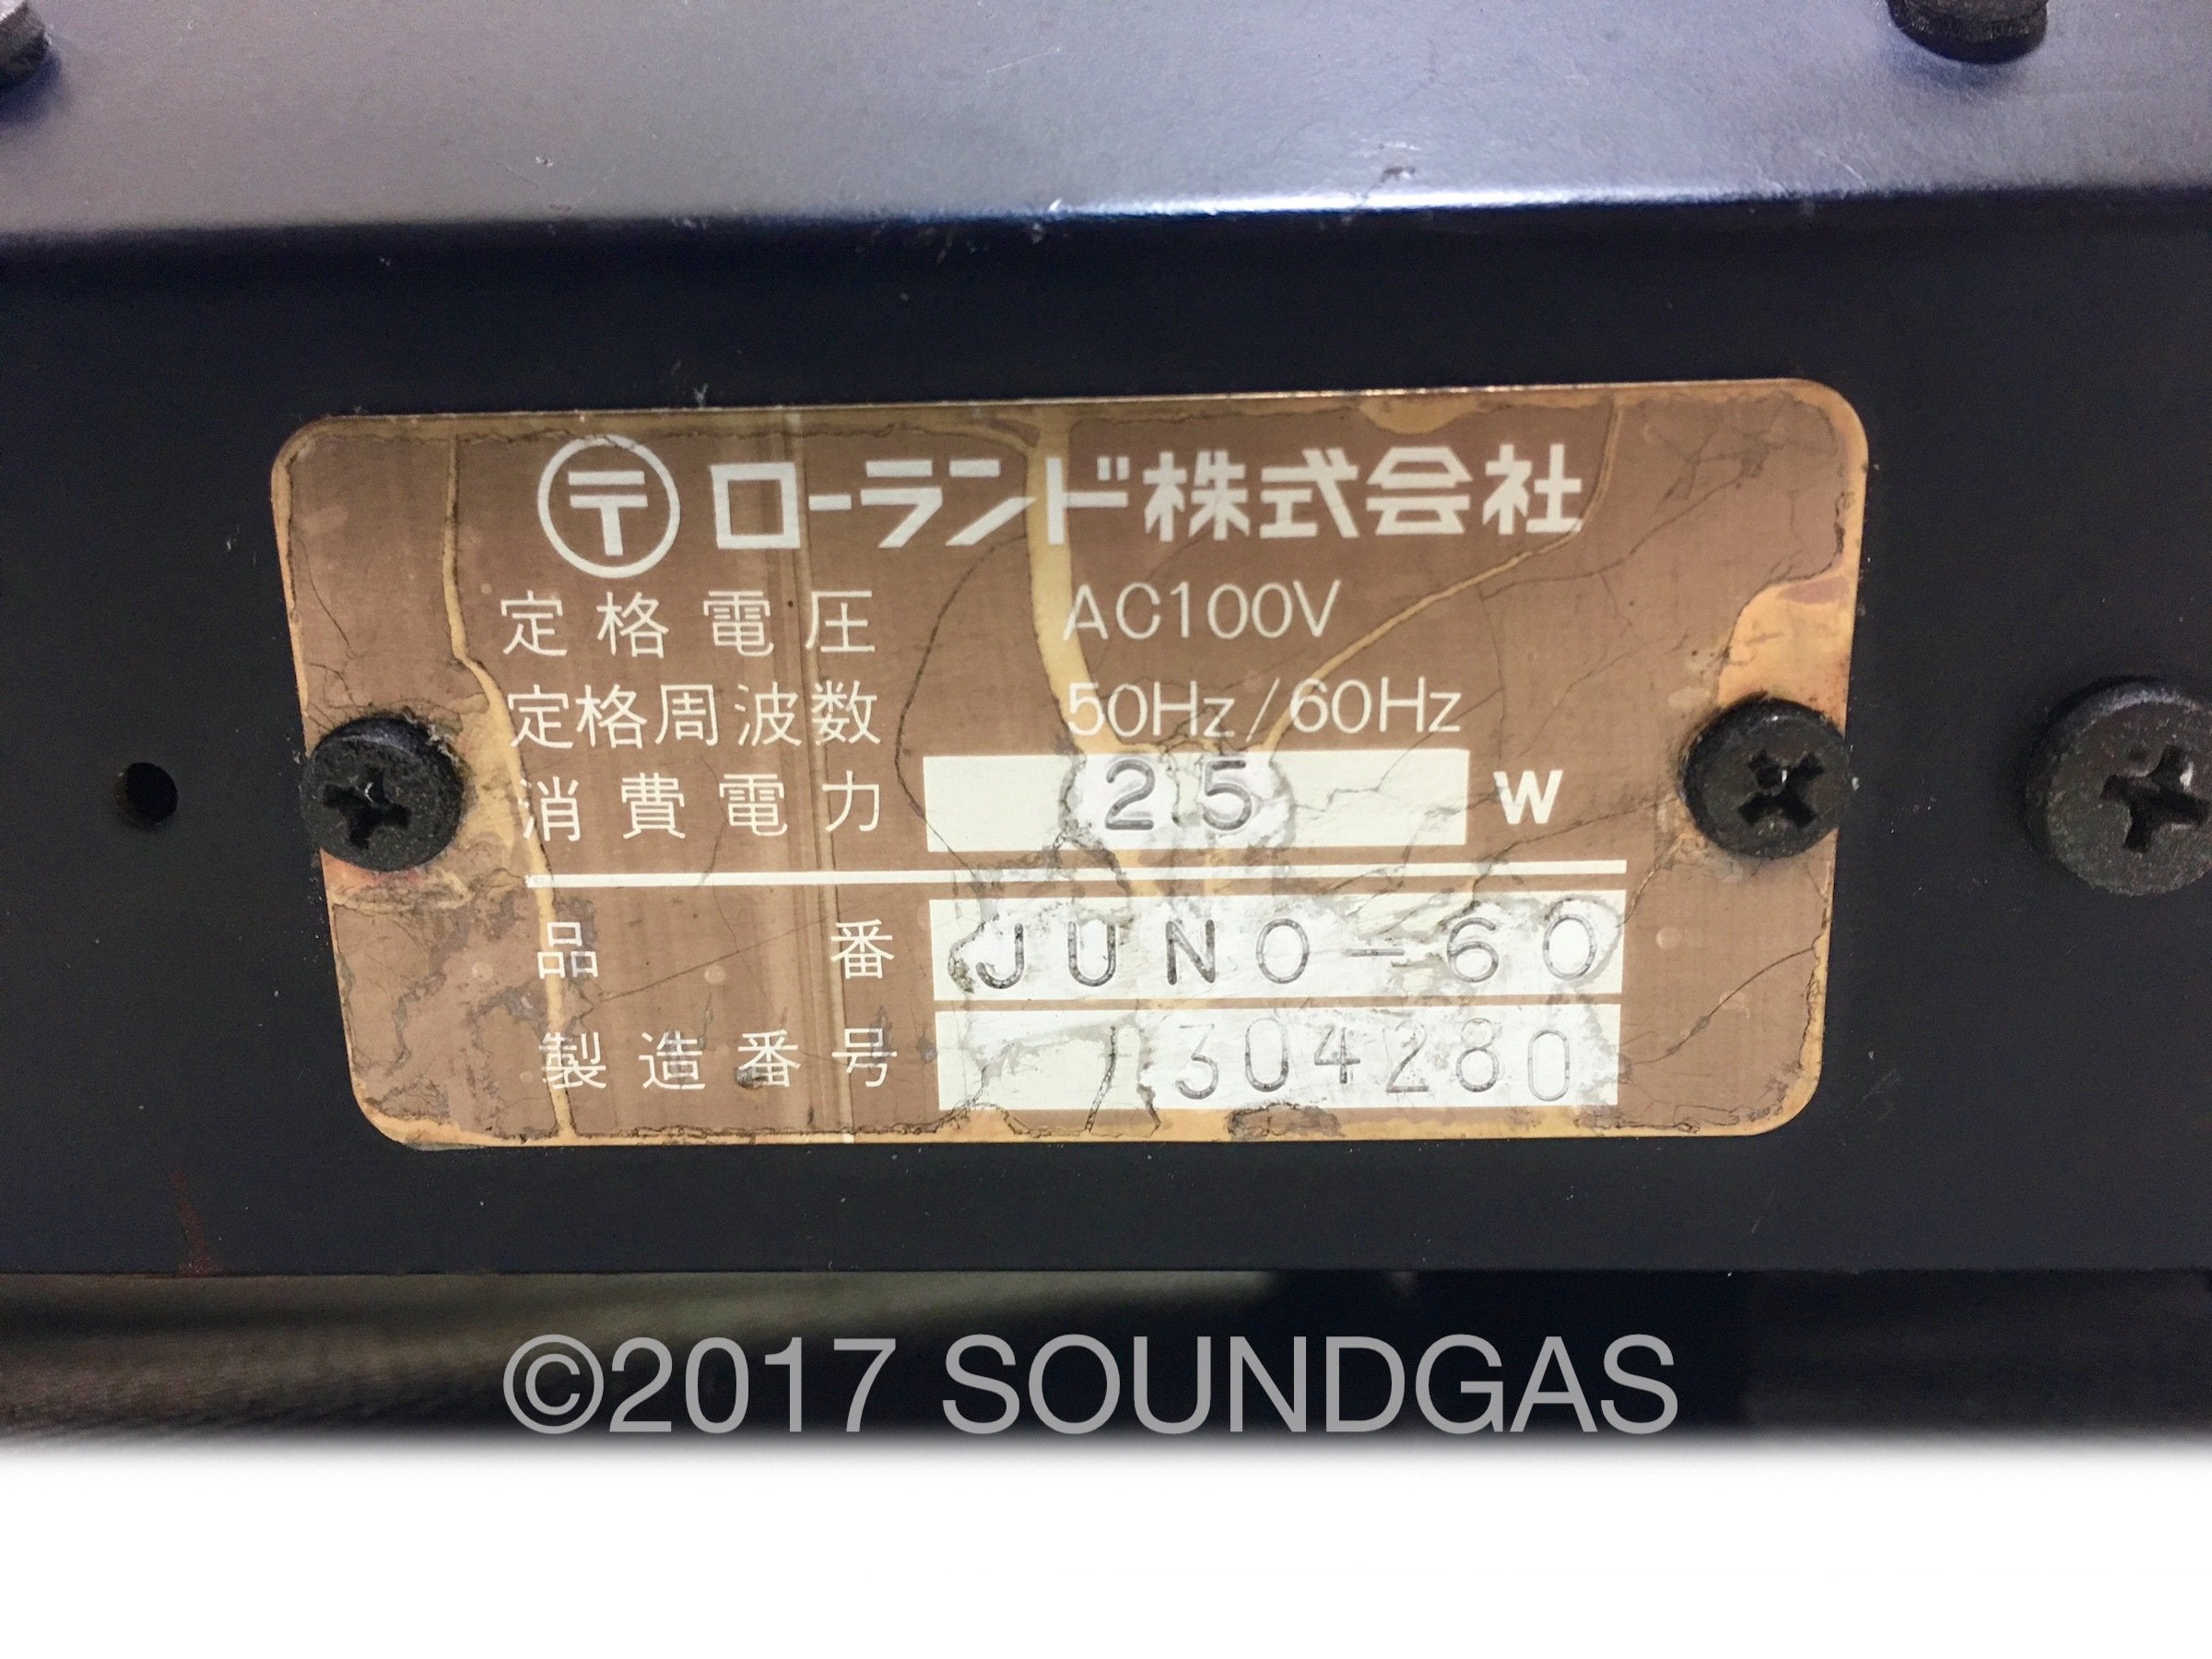 〒 ローランド株式会社
定格電圧 AC100V
定格周波数 50Hz/60Hz
消費電力 25 W
品番 JUNO-60
製造番号 304280
©2017 SOUNDGAS